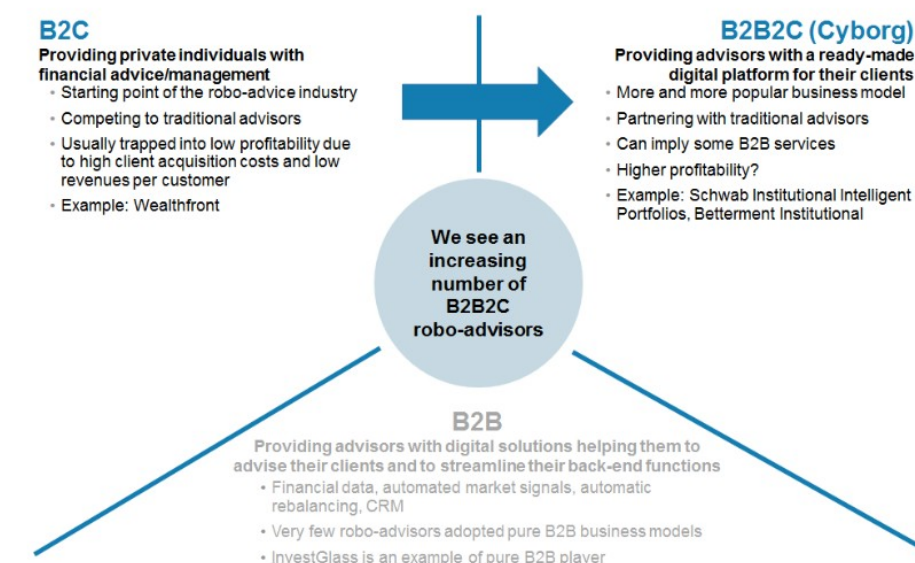 B2C
Providing private individuals with
financial advice/management
• Starting point of the robo-advice industry
• Competing to traditional advisors
• Usually trapped into low profitability due
to high client acquisition costs and low
revenues per customer
• Example: Wealthfront
B2B2C (Cyborg)
Providing advisors with a ready-made
digital platform for their clients
• More and more popular business model
• Partnering with traditional advisors
• Can imply some B2B services
• Higher profitability?
• Example: Schwab Institutional Intelligent
Portfolios, Betterment Institutional
We see an
increasing
number of
B2B2C
robo-advisors
B2B
Providing advisors with digital solutions helping them to
advise their clients and to streamline their back-end functions
• Financial data, automated market signals, automatic
rebalancing, CRM
• Very few robo-advisors adopted pure B2B business models
• InvestGlass is an example of pure B2B player